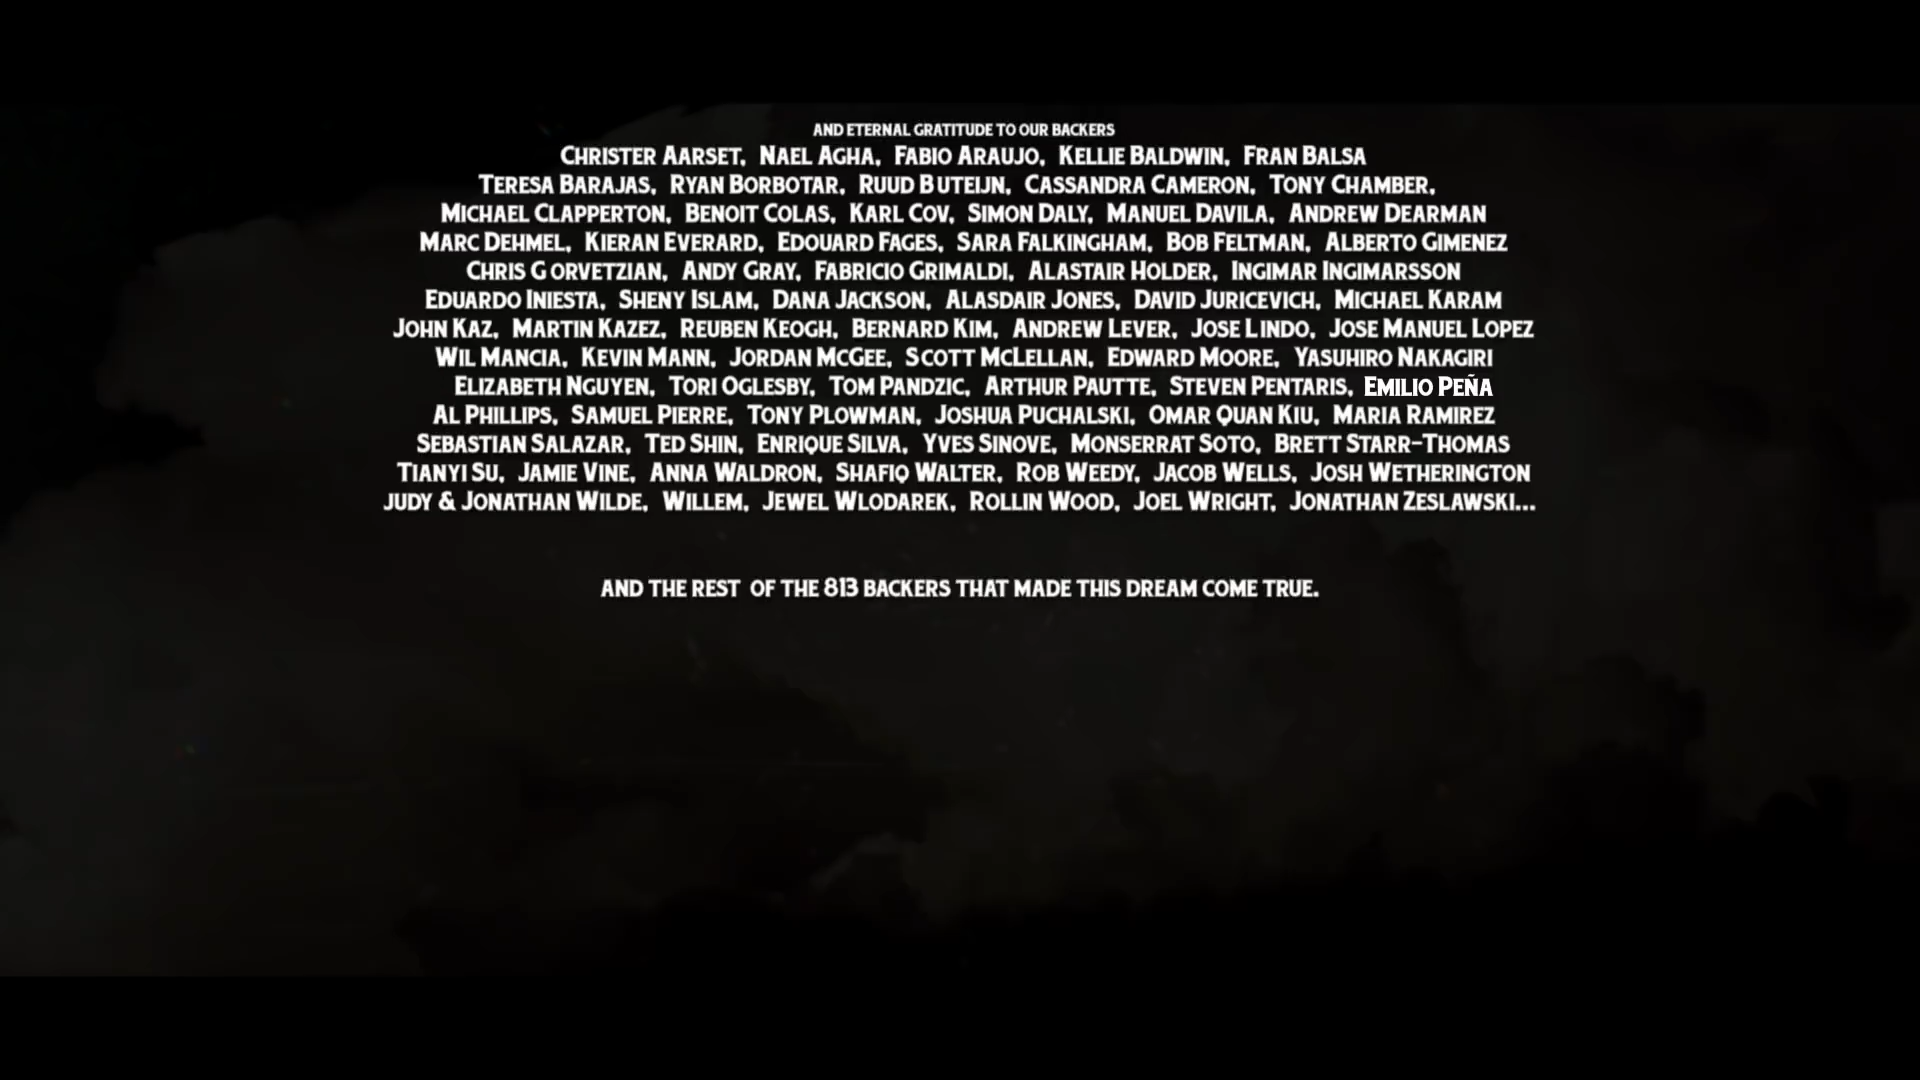 AND ETERNAL GRATITUDE TO OUR BACKERS
CHRISTER AARSET, NAEL AGHA, FABIO ARAUJO, KELLIE BALDWIN, FRAN BALSA
TERESA BARAJAS, RYAN BORBOTAR, RUUD BUTEIJN, CASSANDRA CAMERON, TONY CHAMBER,
MICHAEL CLAPPERTON, BENOIT COLAS, KARL COV, SIMON DALY, MANUEL DAVILA, ANDREW DEARMAN
MARC DEHMEL, KIERAN EVERARD, EDOUARD FAGES, SARA FALKINGHAM, BOB FELTMAN, ALBERTO GIMENEZ
CHRIS G ORVETZIAN, ANDY GRAY, FABRICIO GRIMALDI, ALASTAIR HOLDER, INGIMAR INGIMARSSON
EDUARDO INIESTA, SHENY ISLAM, DANA JACKSON, ALASDAIR JONES, DAVID JURICEVICH, MICHAEL KARAM
JOHN KAZ, MARTIN KAZEZ, REUBEN KEOGH, BERNARD KIM, ANDREW LEVER, JOSE LINDO, JOSE MANUEL LOPEZ
WIL MANCIA, KEVIN MANN, JORDAN MCGEE, SCOTT MCLELLAN, EDWARD MOORE, YASUHIRO NAKAGIRI
ELIZABETH NGUYEN, TORI OGLESBY, TOM PANDZIC, ARTHUR PAUTTE, STEVEN PENTARIS, EMILIO PEÑA
AL PHILLIPS, SAMUEL PIERRE, TONY PLOWMAN, JOSHUA PUCHALSKI, OMAR QUAN KIU, MARIA RAMIREZ
SEBASTIAN SALAZAR, TED SHIN, ENRIQUE SILVA, YVES SINOVE, MONSERRAT SOTO, BRETT STARR-THOMAS
TIANYI SU, JAMIE VINE, ANNA WALDRON, SHAFIQ WALTER, ROB WEEDY, JACOB WELLS, JOSH WETHERINGTON
JUDY & JONATHAN WILDE, WILLEM, JEWEL WLODAREK, ROLLIN WOOD, JOEL WRIGHT, JONATHAN ZESLAWSKI...
AND THE REST OF THE 813 BACKERS THAT MADE THIS DREAM COME TRUE.